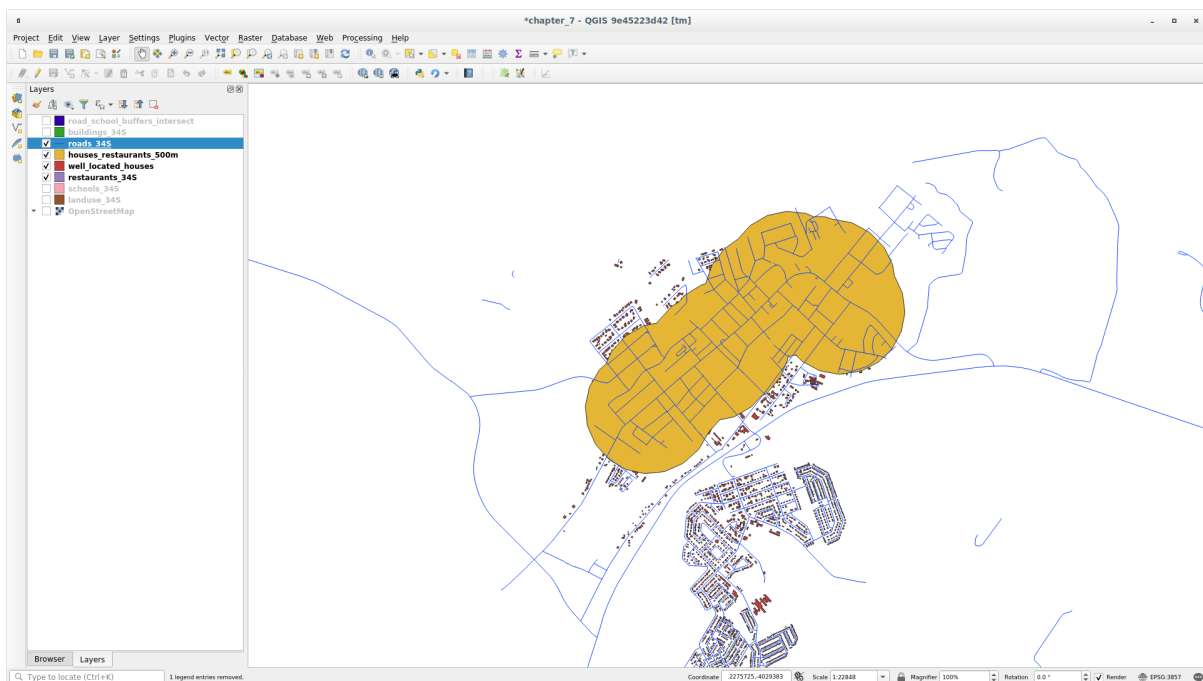 *chapter_7 - QGIS 9e45223d42 [tm]
Project Edit View Layer Settings Plugins Vector Raster Database Web Processing Help
Layers
road_school_buffers_intersect
buildings_34S
roads_34S
houses_restaurants_500m
well_located_houses
restaurants_34S
schools_34S
landuse_34S
OpenStreetMap
Browser Layers
Type to locate (Ctrl+K) 1 legend entries removed. Coordinate 2275725,-4029383 Scale 1:22848 Magnifier 100% Rotation 0.0 ° Render EPSG:3857